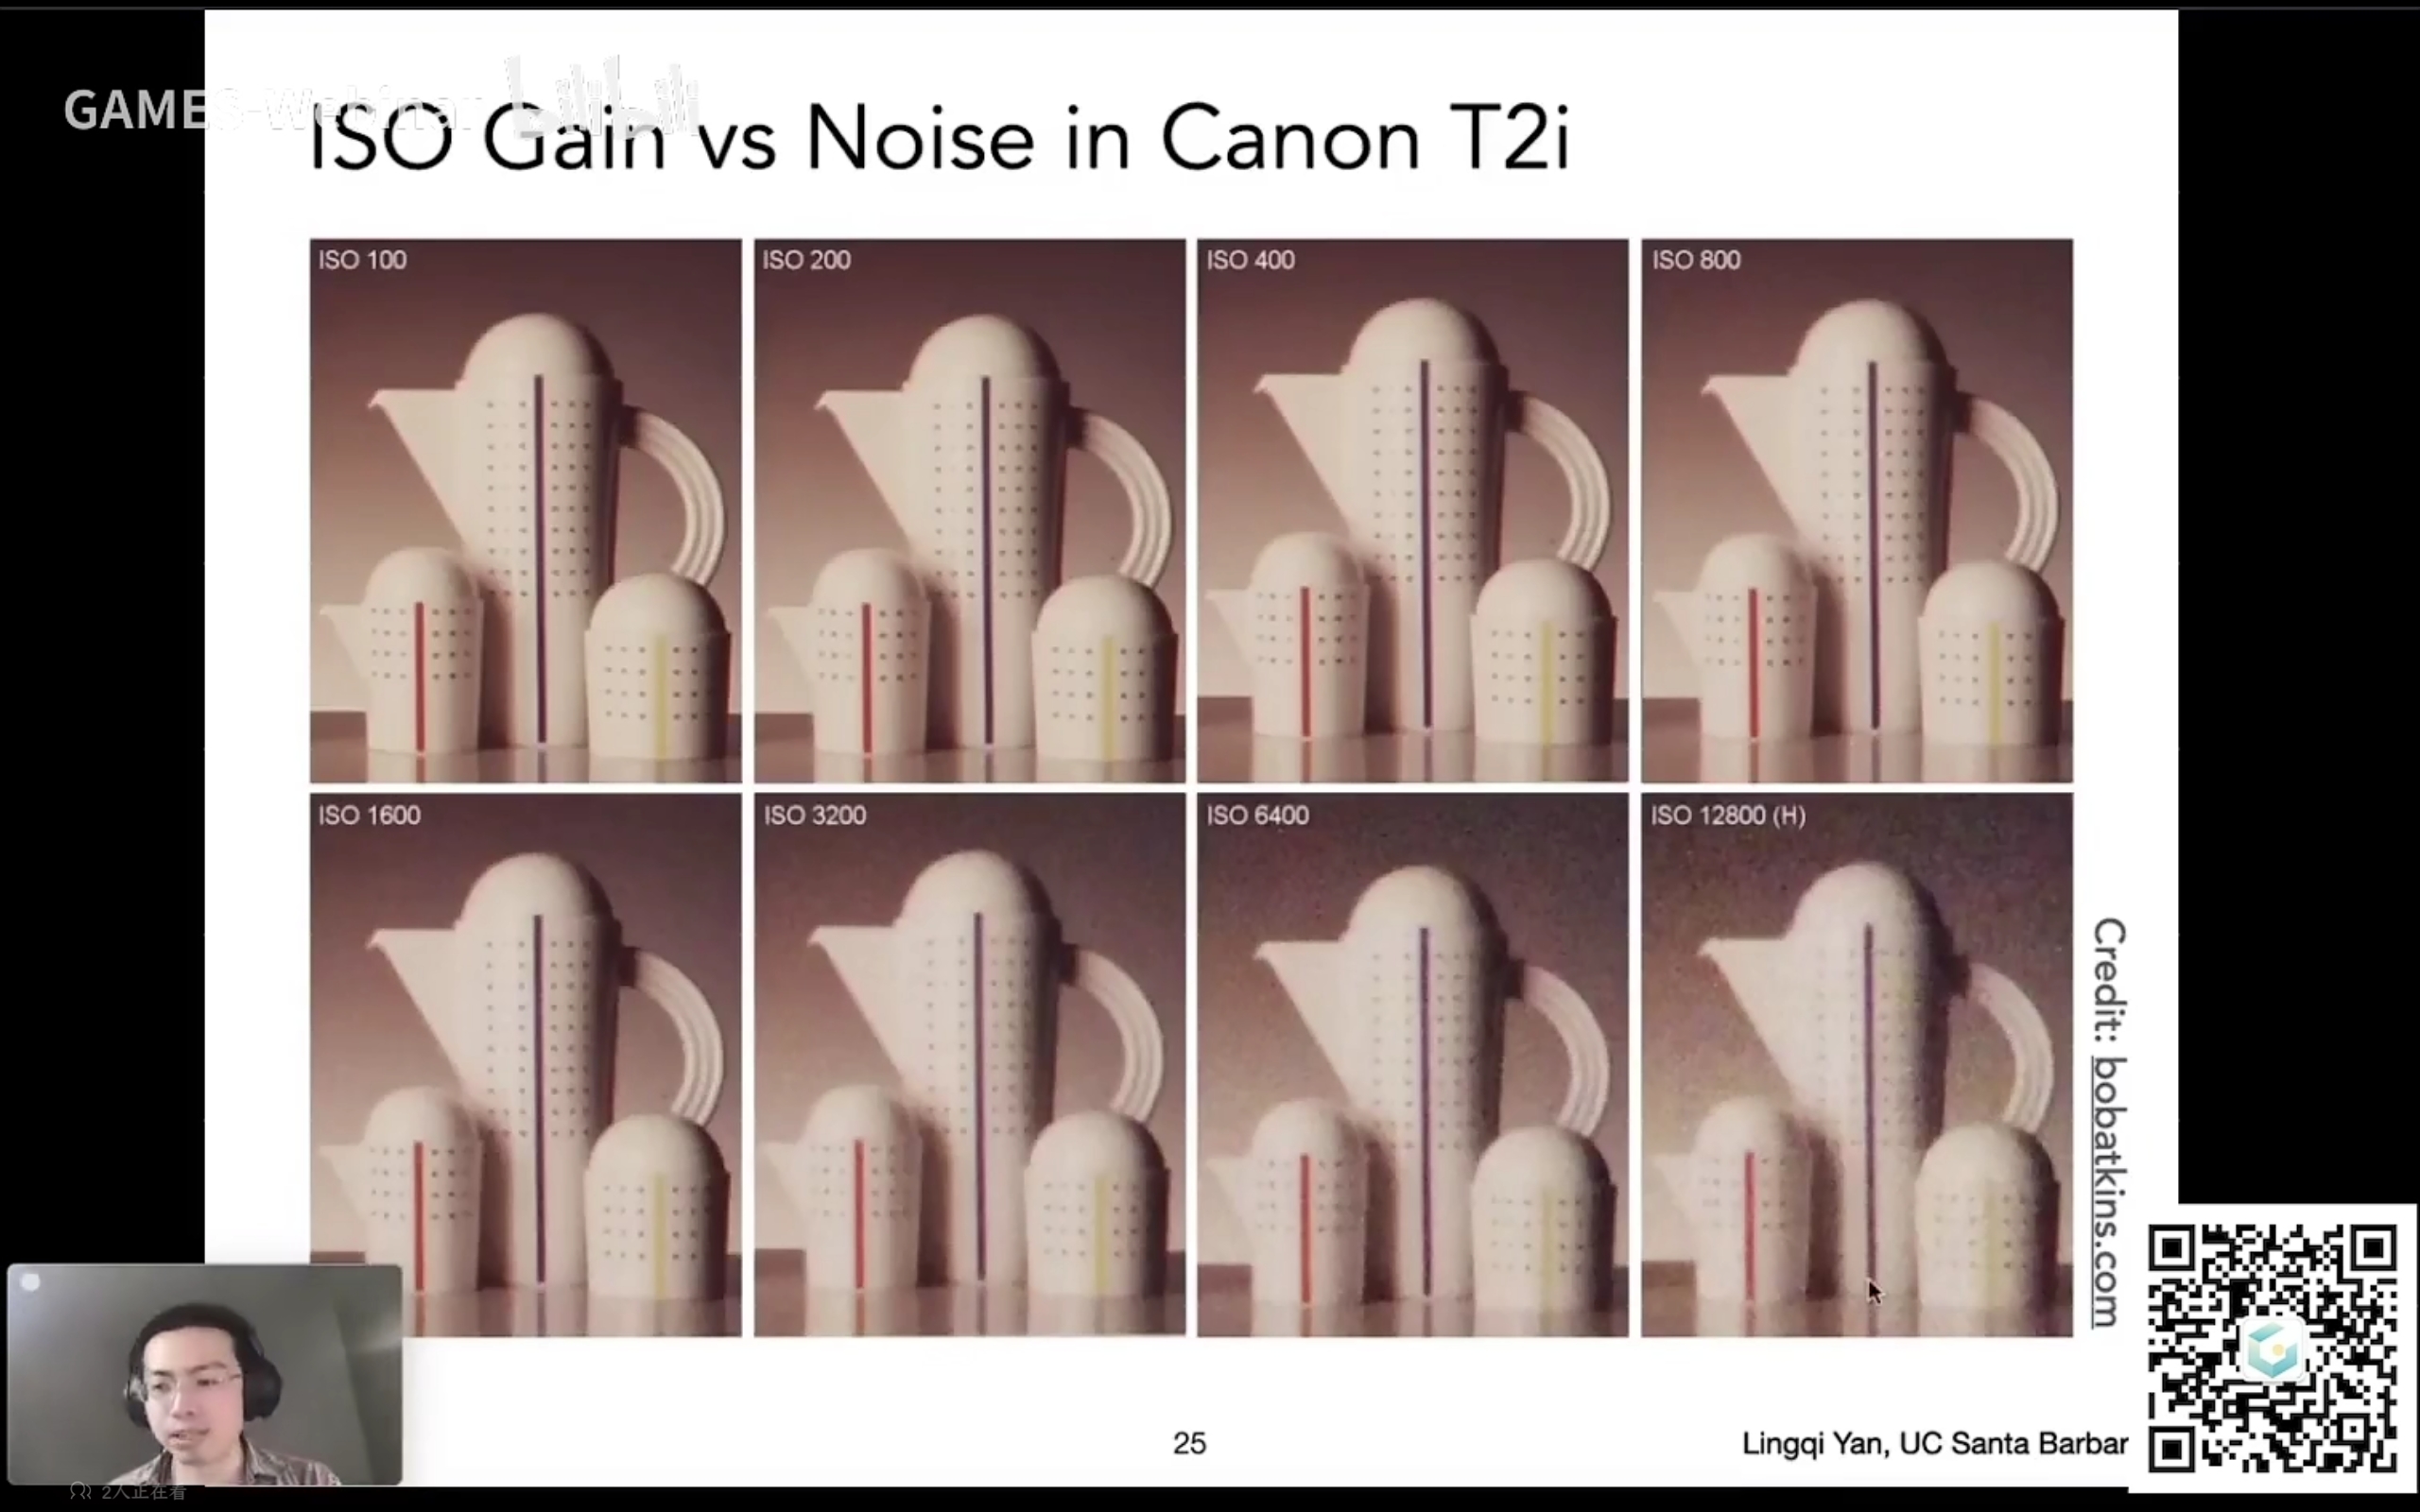 GAMES-Webinar bilibili
ISO Gain vs Noise in Canon T2i
ISO 100
ISO 200
ISO 400
ISO 800
ISO 1600
ISO 3200
ISO 6400
ISO 12800 (H)
Credit: bobatkins.com
25
Lingqi Yan, UC Santa Barbar
2人正在看